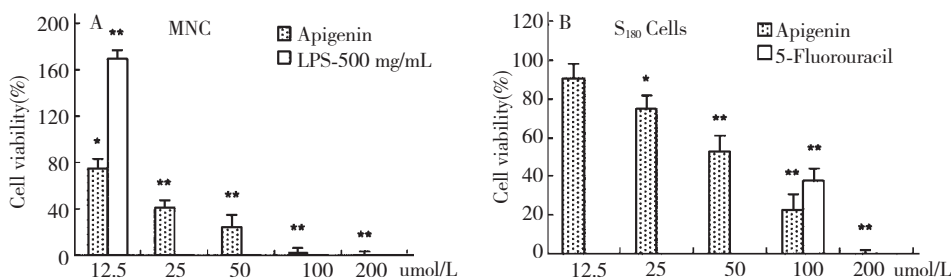 A MNC
Apigenin
LPS-500 mg/mL
Cell viability(%)
200
160
120
80
40
0
*
**
**
**
**
**
12.5 25 50 100 200 umol/L
B S180 Cells
Apigenin
5-Fluorouracil
Cell viability(%)
120
100
80
60
40
20
0
*
**
**
**
**
12.5 25 50 100 200 umol/L